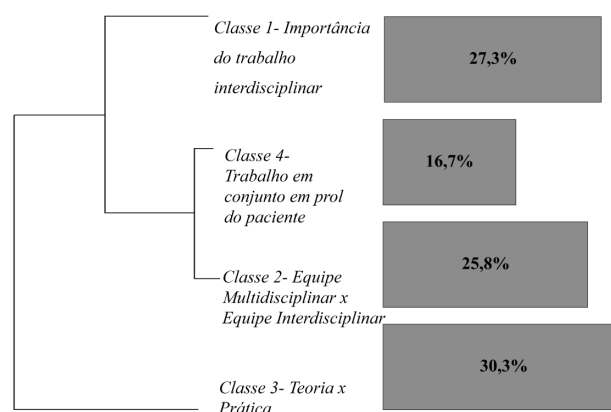 Classe 1- Importância
do trabalho
interdisciplinar
27,3%
Classe 4-
Trabalho em
conjunto em prol
do paciente
16,7%
Classe 2- Equipe
Multidisciplinar x
Equipe Interdisciplinar
25,8%
Classe 3- Teoria x
Prática
30,3%